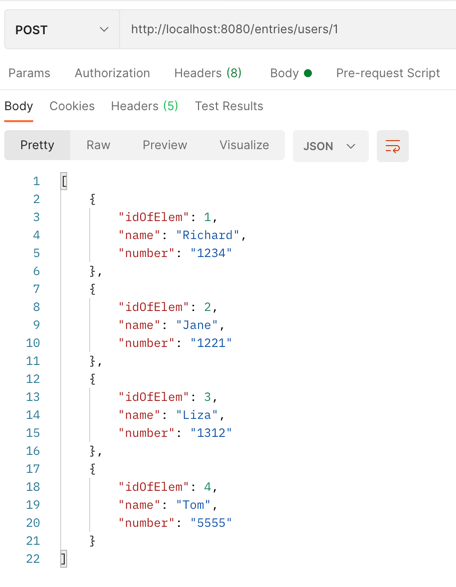 POST http://localhost:8080/entries/users/1
Params Authorization Headers (8) Body Pre-request Script
Body Cookies Headers (5) Test Results
Pretty Raw Preview Visualize JSON
1 [
2 {
3 "idOfElem": 1,
4 "name": "Richard",
5 "number": "1234"
6 },
7 {
8 "idOfElem": 2,
9 "name": "Jane",
10 "number": "1221"
11 },
12 {
13 "idOfElem": 3,
14 "name": "Liza",
15 "number": "1312"
16 },
17 {
18 "idOfElem": 4,
19 "name": "Tom",
20 "number": "5555"
21 }
22 ]